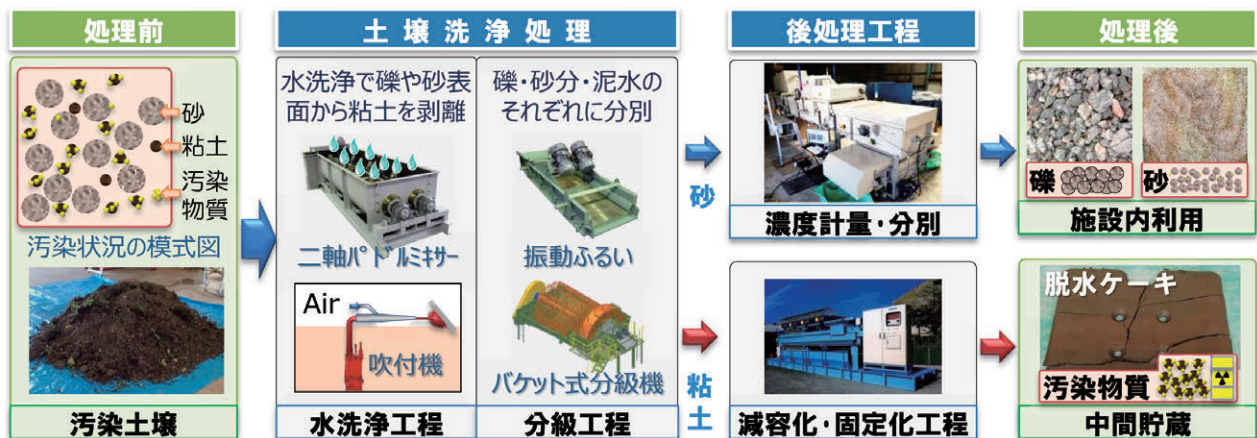 処理前
砂
粘土
汚染
物質
汚染状況の模式図
汚染土壌
土壌洗浄処理
水洗浄で礫や砂表
面から粘土を剥離
二軸パドルミキサー
Air
吹付機
水洗浄工程
礫・砂分・泥水の
それぞれに分別
振動ふるい
バケット式分級機
分級工程
砂
粘土
後処理工程
濃度計量・分別
減容化・固定化工程
処理後
礫
砂
施設内利用
脱水ケーキ
汚染物質
中間貯蔵